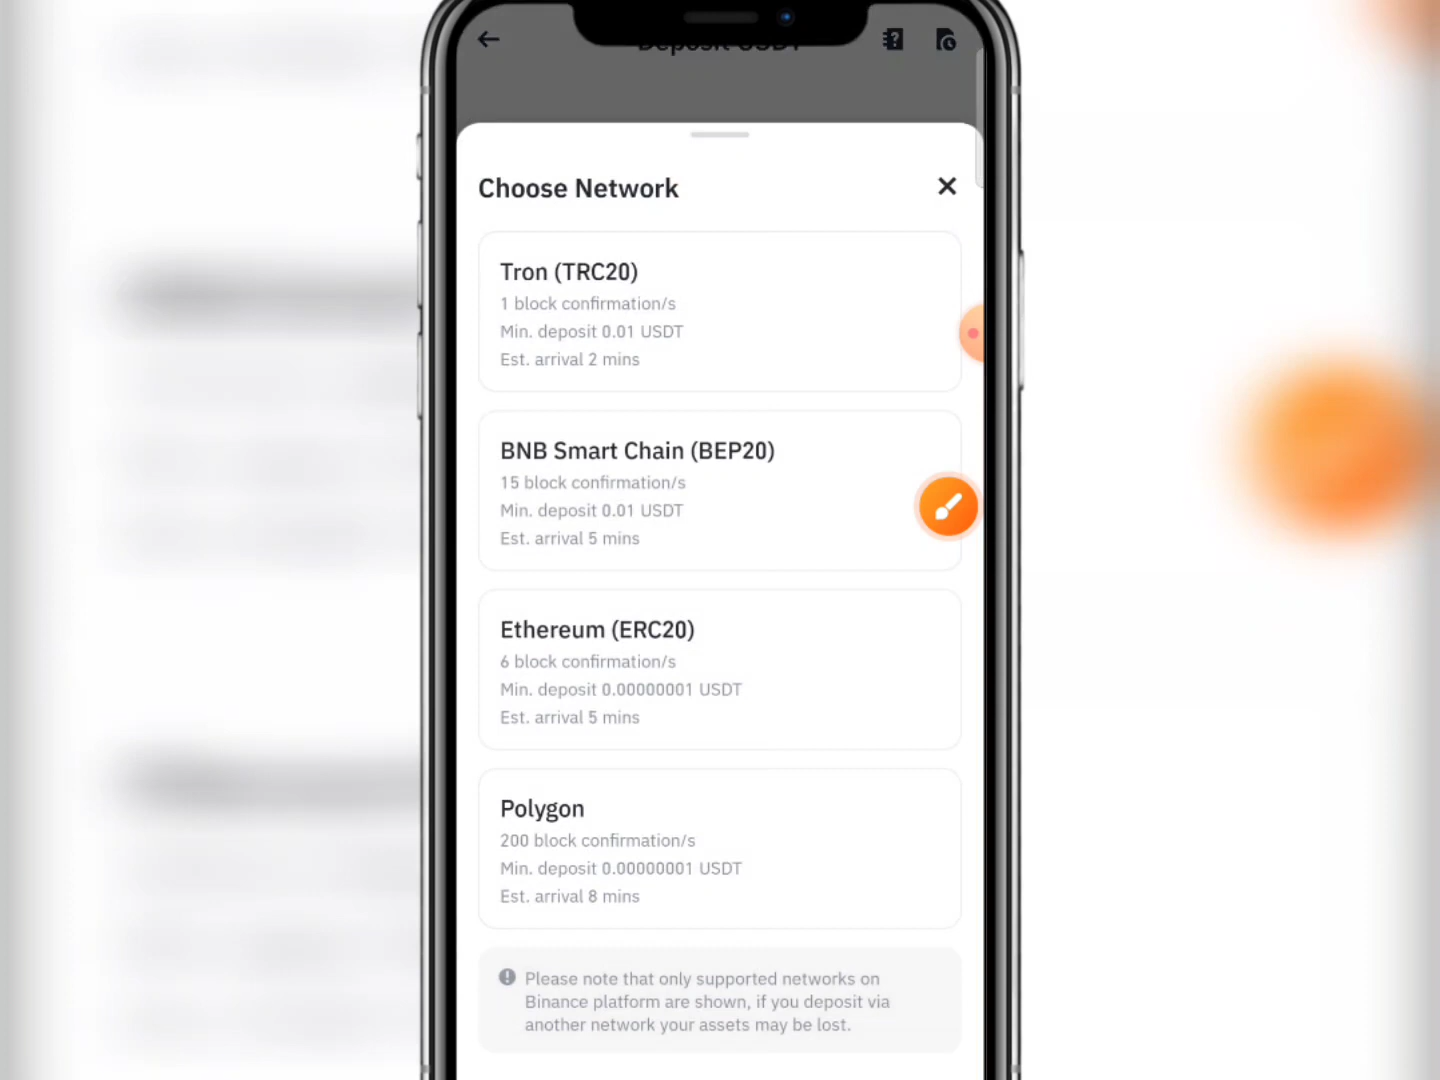 Deposit USDT
Choose Network
Tron (TRC20)
1 block confirmation/s
Min. deposit 0.01 USDT
Est. arrival 2 mins
BNB Smart Chain (BEP20)
15 block confirmation/s
Min. deposit 0.01 USDT
Est. arrival 5 mins
Ethereum (ERC20)
6 block confirmation/s
Min. deposit 0.00000001 USDT
Est. arrival 5 mins
Polygon
200 block confirmation/s
Min. deposit 0.00000001 USDT
Est. arrival 8 mins
Please note that only supported networks on
Binance platform are shown, if you deposit via
another network your assets may be lost.